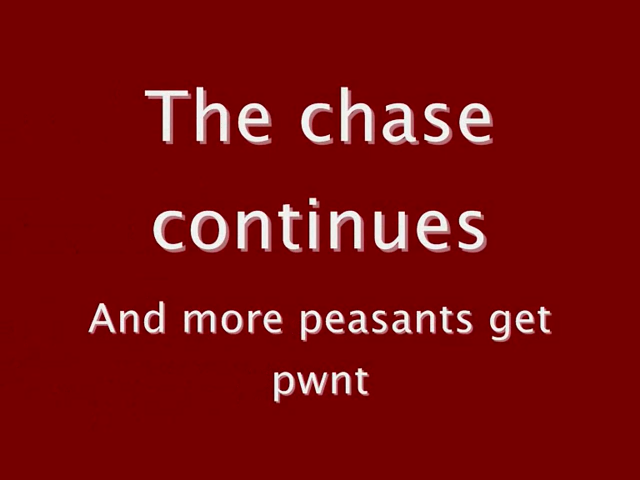 The chase
continues
And more peasants get
pwnt